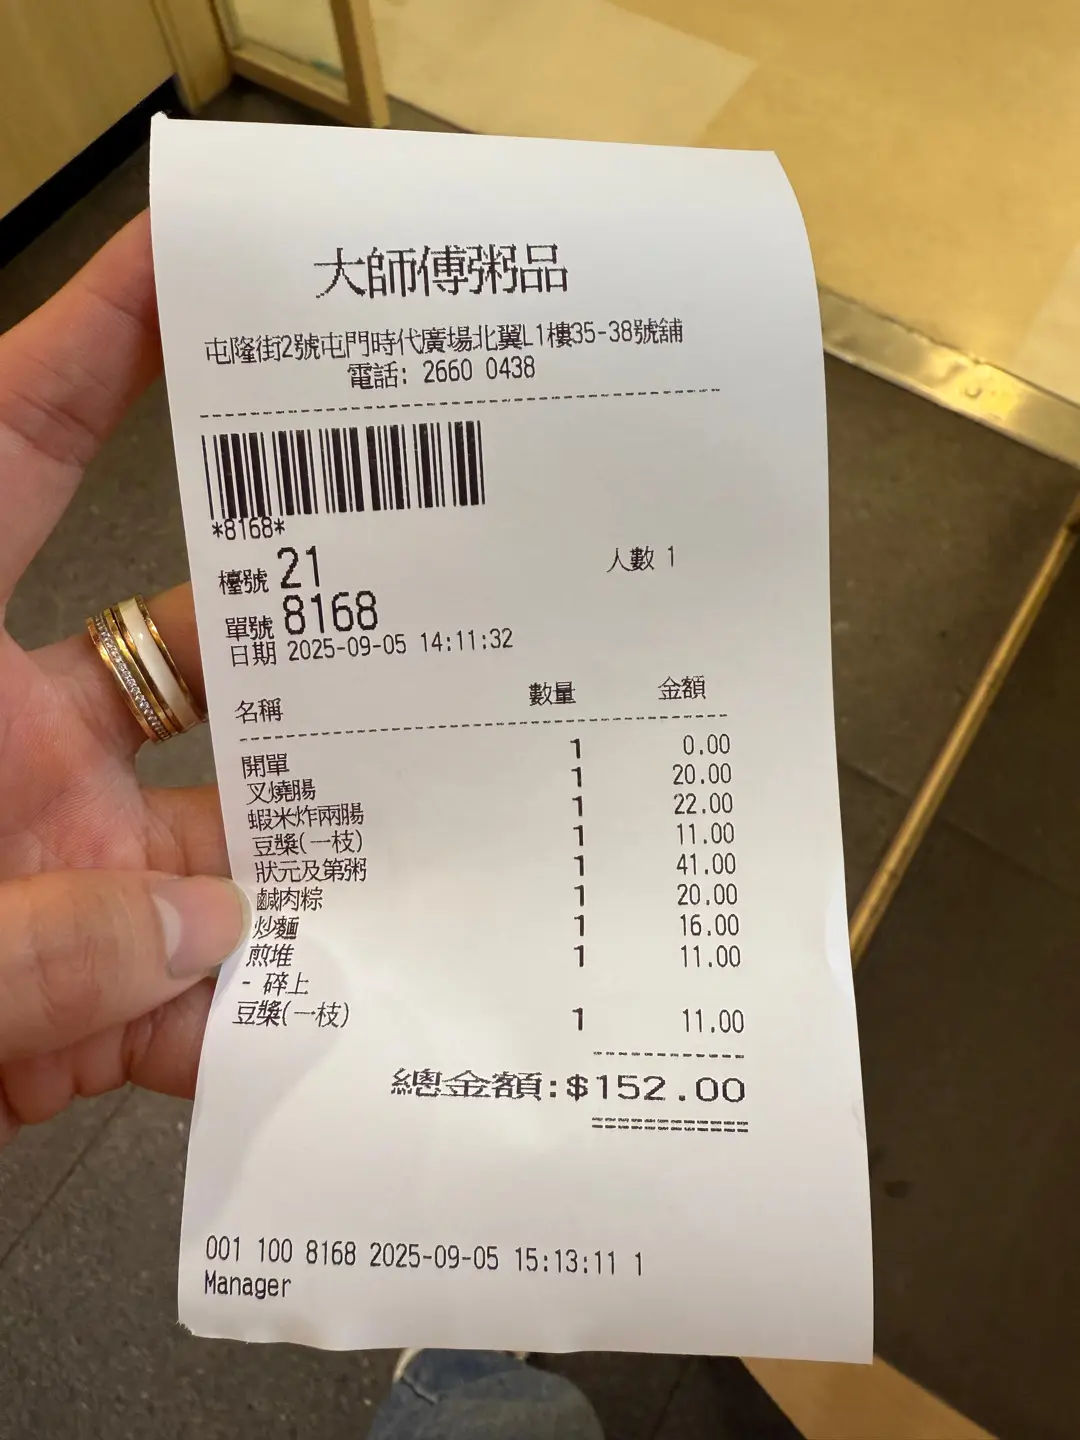 大師傅粥品
屯隆街2號屯門時代廣場北翼L1樓35-38號舖
電話: 2660 0438
*8168*
檯號 21 人數 1
單號 8168
日期 2025-09-05 14:11:32
名稱 數量 金額
開單 1 0.00
叉燒腸 1 20.00
蝦米炸兩腸 1 22.00
豆漿(一枝) 1 11.00
狀元及第粥 1 41.00
鹹肉粽 1 20.00
炒麵 1 16.00
煎堆 1 11.00
- 碎上
豆漿(一枝) 1 11.00
總金額:$152.00
001 100 8168 2025-09-05 15:13:11 1
Manager